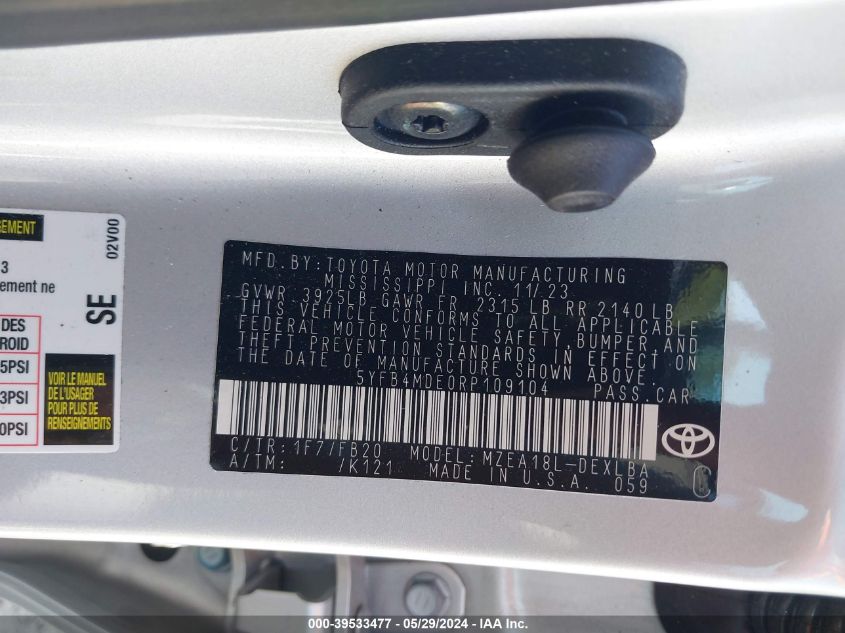 GEMENT
02V00
3
gement ne
SE
DES
ROID
5PSI
3PSI
0PSI
VOIR LE MANUEL
DE L'USAGER
POUR PLUS DE
RENSEIGNEMENTS
MFD. BY: TOYOTA MOTOR MANUFACTURING
MISSISSIPPI INC. 11/23
GVWR 3925LB GAWR FR 2315 LB RR 2140 LB
THIS VEHICLE CONFORMS TO ALL APPLICABLE
FEDERAL MOTOR VEHICLE SAFETY, BUMPER, AND
THEFT PREVENTION STANDARDS IN EFFECT ON
THE DATE OF MANUFACTURE SHOWN ABOVE.
5YFB4MDE0RP109104 PASS.CAR
C/TR: 1F7/FB20 MODEL: MZEA18L-DEXLBA
A/TM: /K121 MADE IN U.S.A. 059 C
000-39533477 - 05/29/2024 - IAA Inc.